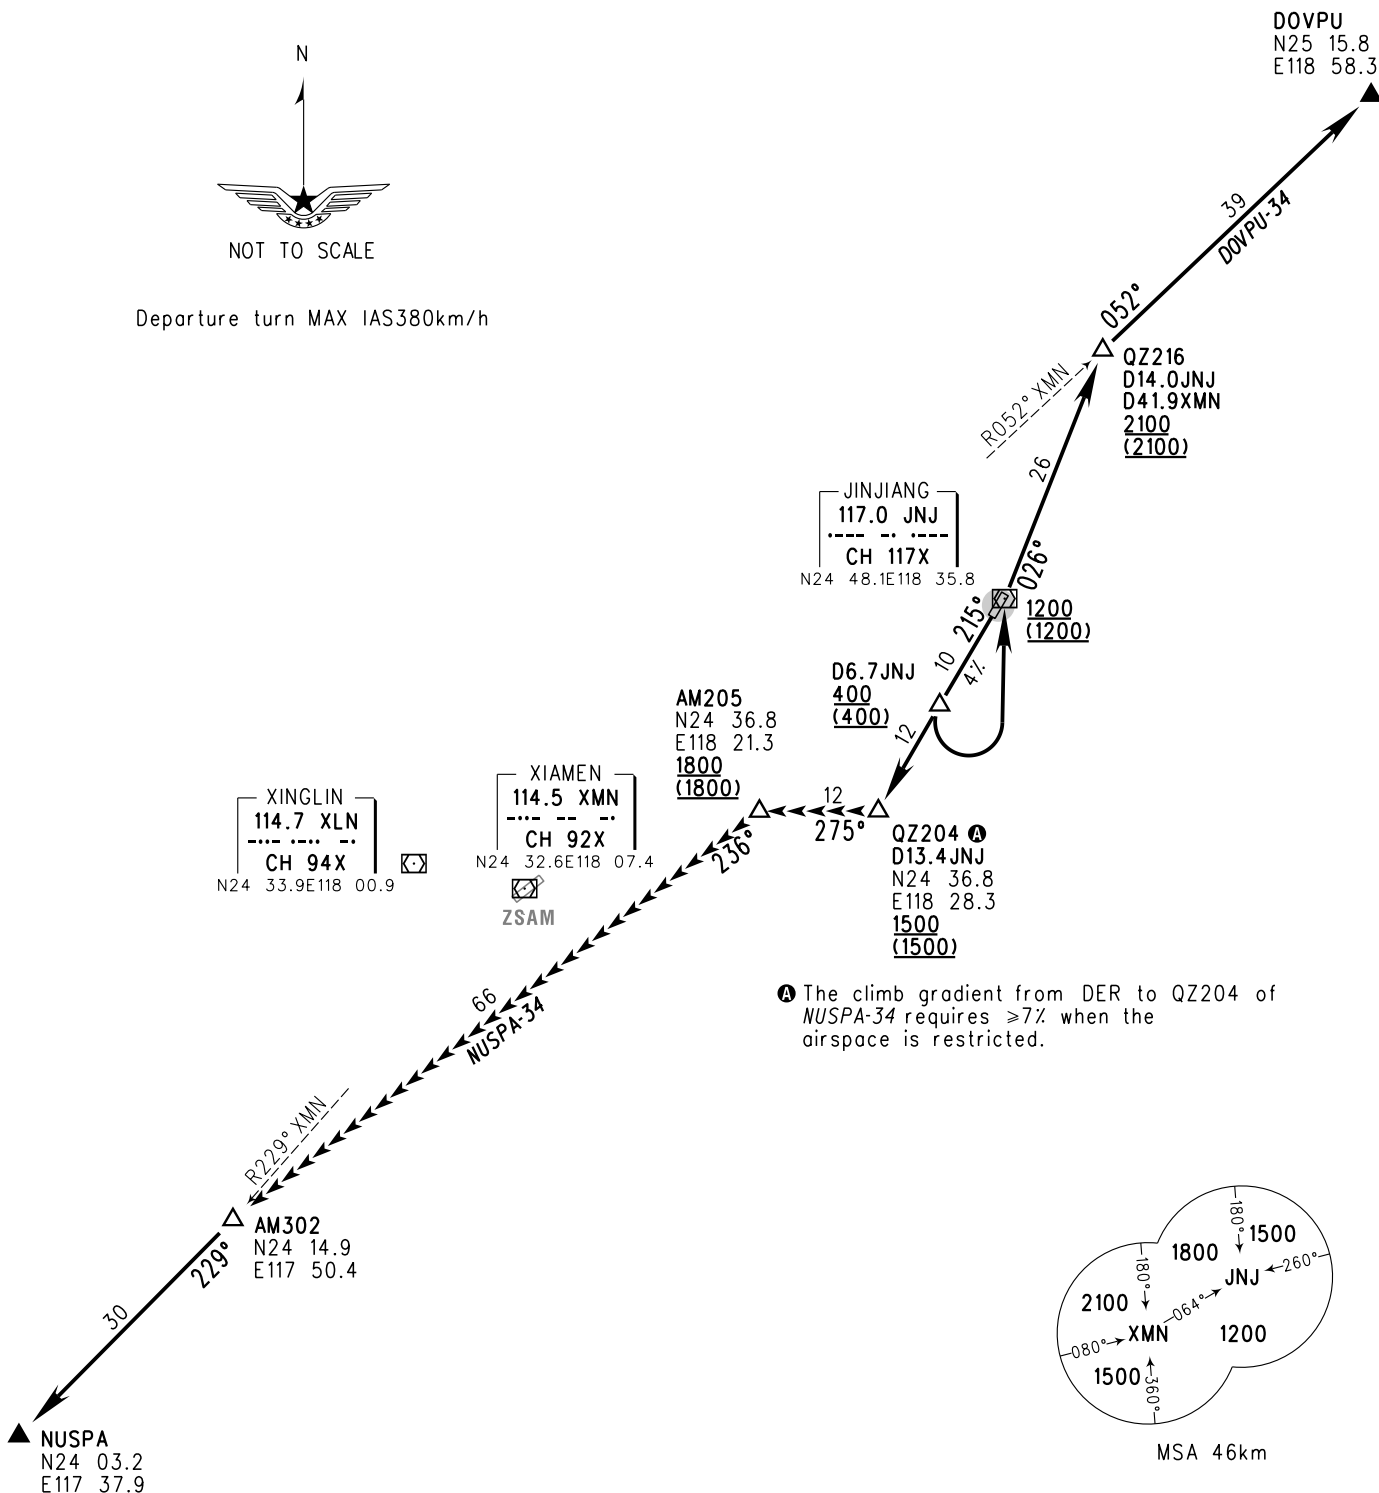 DOVPU
N25 15.8
E118 58.3
N
NOT TO SCALE
Departure turn MAX IAS380km/h
39
DOVPU-34
052°
QZ216
D14.0JNJ
D41.9XMN
2100
(2100)
R052° XMN
26
JINJIANG
117.0 JNJ
CH 117X
N24 48.1E118 35.8
026°
1200
(1200)
215°
10
4%
D6.7JNJ
400
(400)
12
AM205
N24 36.8
E118 21.3
1800
(1800)
12
275°
236°
QZ204 A
D13.4JNJ
N24 36.8
E118 28.3
1500
(1500)
XIAMEN
114.5 XMN
CH 92X
N24 32.6E118 07.4
ZSAM
XINGLIN
114.7 XLN
CH 94X
N24 33.9E118 00.9
A The climb gradient from DER to QZ204 of
NUSPA-34 requires ≥7% when the
airspace is restricted.
66
NUSPA-34
R229° XMN
AM302
N24 14.9
E117 50.4
229°
30
NUSPA
N24 03.2
E117 37.9
180°
1500
1800
JNJ
260°
180°
2100
064°
XMN
1200
080°
1500
360°
MSA 46km